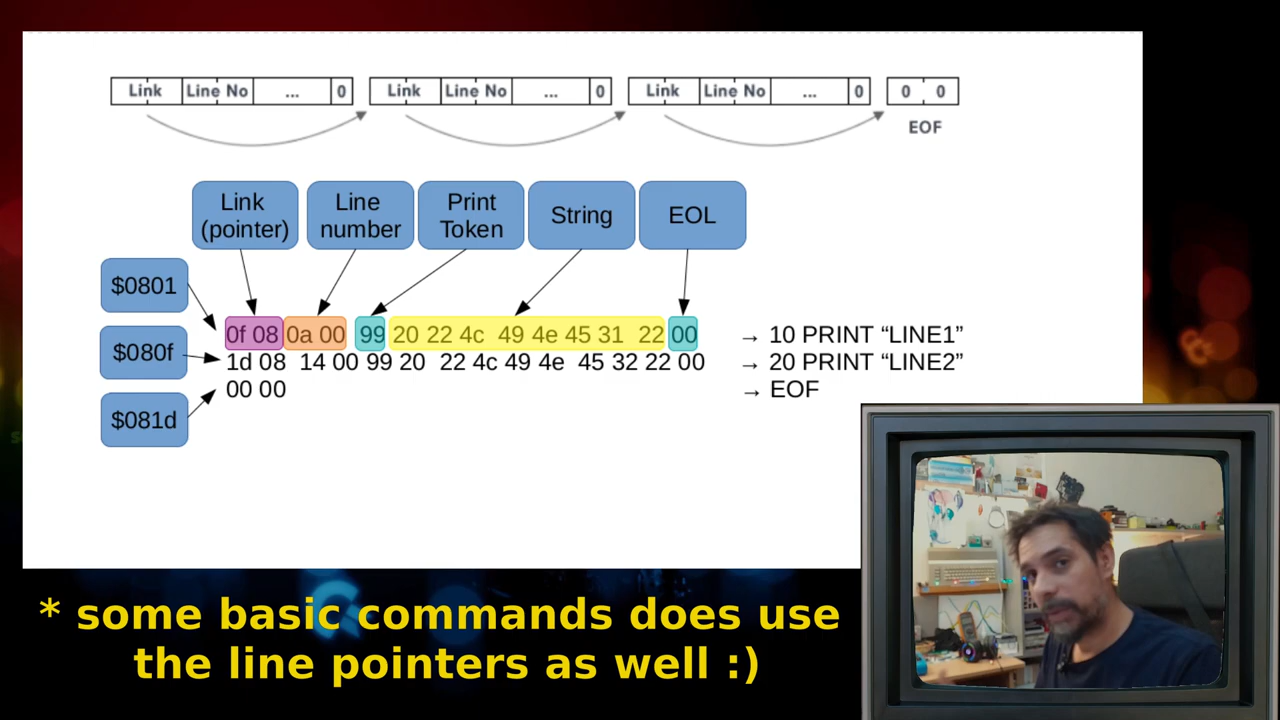 Link Line No ... 0 Link Line No ... 0 Link Line No ... 0 0 0
EOF
Link
(pointer)
Line
number
Print
Token
String
EOL
$0801
0f 08 0a 00 99 20 22 4c 49 4e 45 31 22 00 → 10 PRINT “LINE1”
$080f
1d 08 14 00 99 20 22 4c 49 4e 45 32 22 00 → 20 PRINT “LINE2”
00 00 → EOF
$081d
* some basic commands does use
the line pointers as well :)